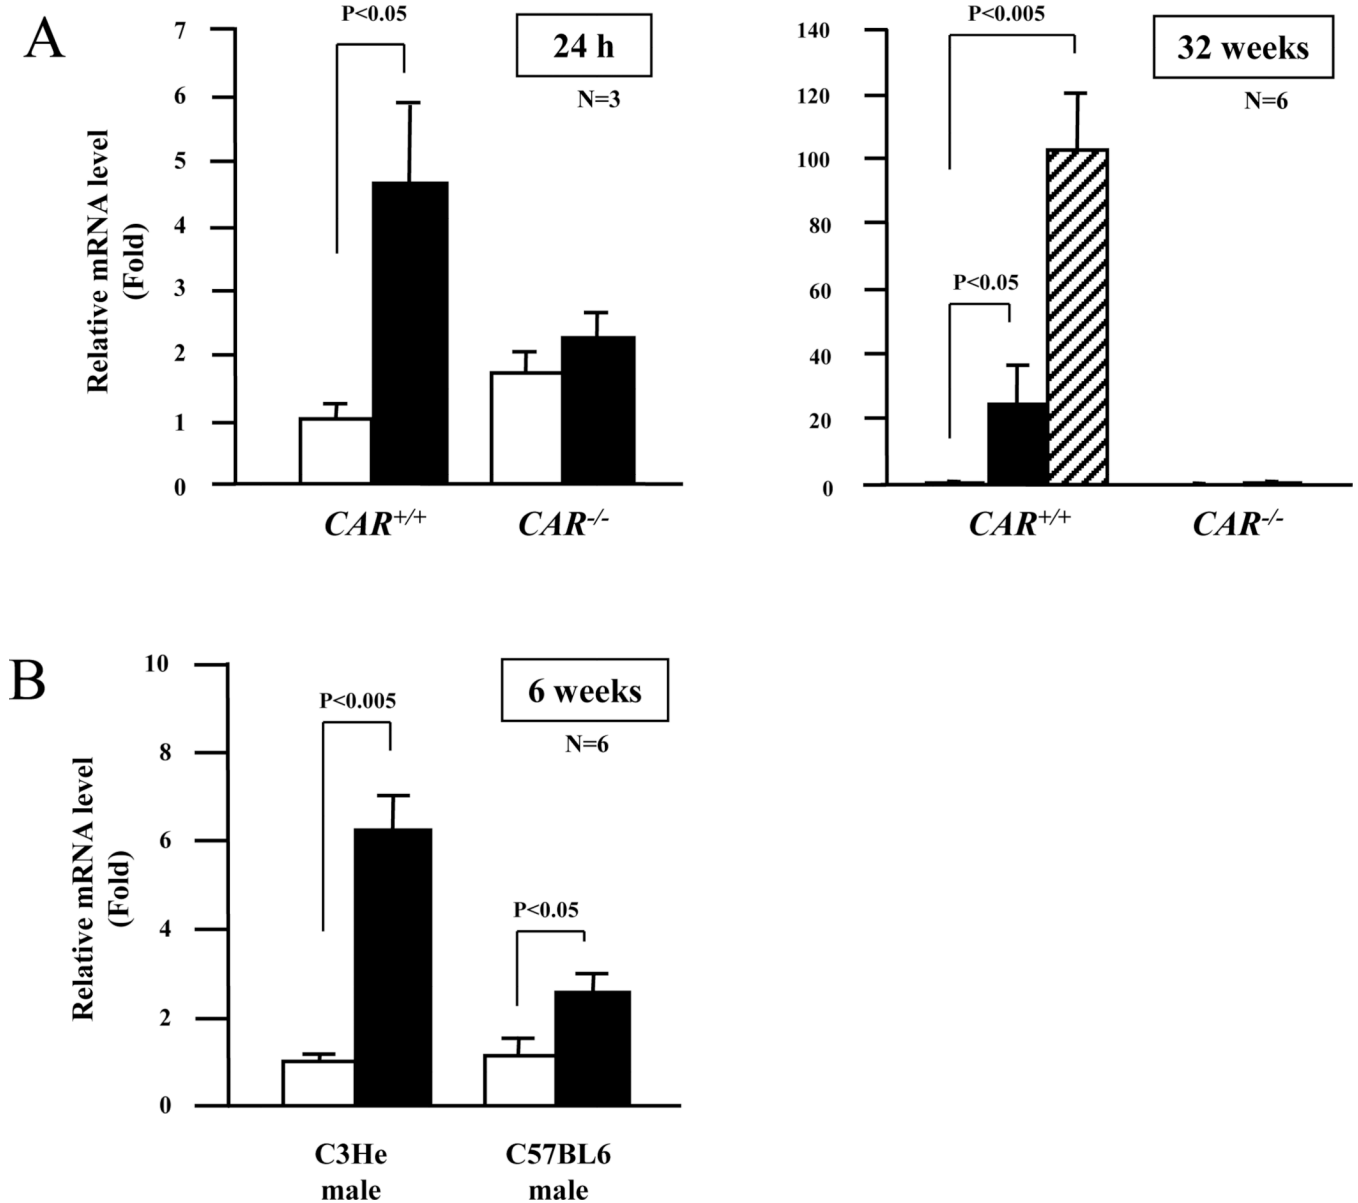 A
P<0.05
24 h
N=3
7
6
5
4
3
2
1
0
Relative mRNA level
(Fold)
CAR+/+
CAR-/-
P<0.005
32 weeks
N=6
140
120
100
80
60
40
20
0
P<0.05
CAR+/+
CAR-/-
B
10
8
6
4
2
0
Relative mRNA level
(Fold)
P<0.005
6 weeks
N=6
P<0.05
C3He
male
C57BL6
male